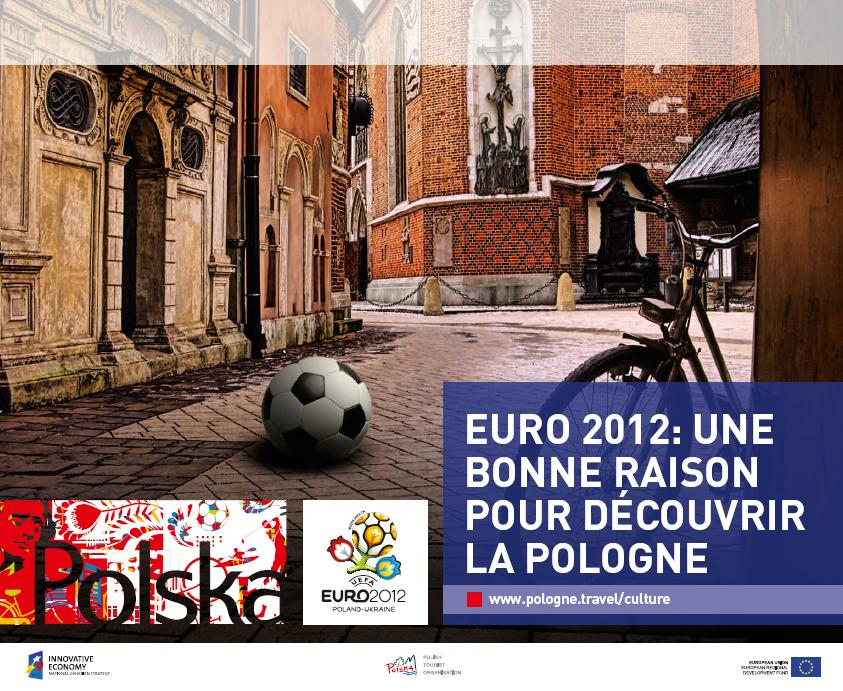 EURO 2012: UNE
BONNE RAISON
POUR DÉCOUVRIR
LA POLOGNE
www.pologne.travel/culture
Polska
UEFA
EURO2012
POLAND-UKRAINE
INNOVATIVE
ECONOMY
NATIONAL COHESION STRATEGY
Polska
POLISH
TOURIST
ORGANISATION
EUROPEAN UNION
EUROPEAN REGIONAL
DEVELOPMENT FUND